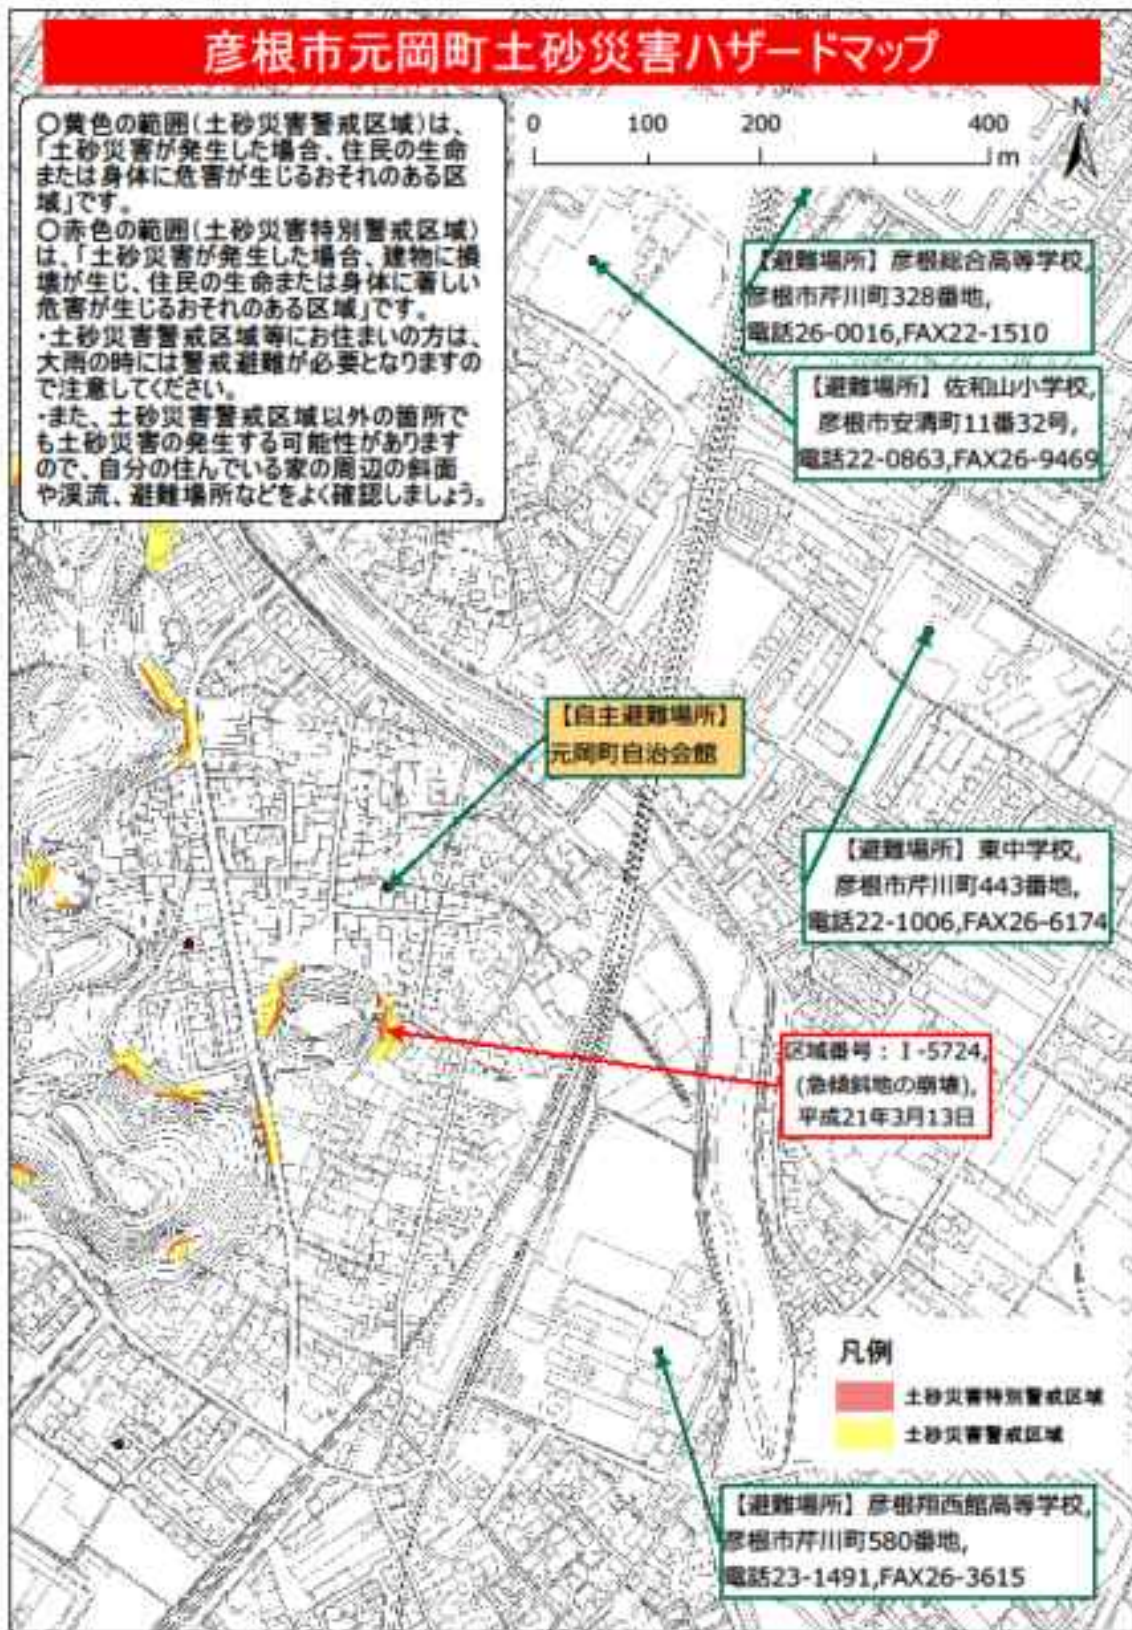 彦根市元岡町土砂災害ハザードマップ
〇黄色の範囲(土砂災害警戒区域)は、
「土砂災害が発生した場合、住民の生命
または身体に危害が生じるおそれのある区
域」です。
〇赤色の範囲(土砂災害特別警戒区域)
は、「土砂災害が発生した場合、建物に損
壊が生じ、住民の生命または身体に著しい
危害が生じるおそれのある区域」です。
・土砂災害警戒区域等にお住まいの方は、
大雨の時には警戒避難が必要となりますの
で注意してください。
・また、土砂災害警戒区域以外の箇所で
も土砂災害の発生する可能性があります
ので、自分の住んでいる家の周辺の斜面
や渓流、避難場所などをよく確認しましょう。
0 100 200 400
m
N
【避難場所】彦根総合高等学校,
彦根市芹川町328番地,
電話26-0016,FAX22-1510
【避難場所】佐和山小学校,
彦根市安清町11番32号,
電話22-0863,FAX26-9469
【自主避難場所】
元岡町自治会館
【避難場所】東中学校,
彦根市芹川町443番地,
電話22-1006,FAX26-6174
区域番号：Ⅰ-5724,
(急傾斜地の崩壊),
平成21年3月13日
凡例
土砂災害特別警戒区域
土砂災害警戒区域
【避難場所】彦根翔西館高等学校,
彦根市芹川町580番地,
電話23-1491,FAX26-3615